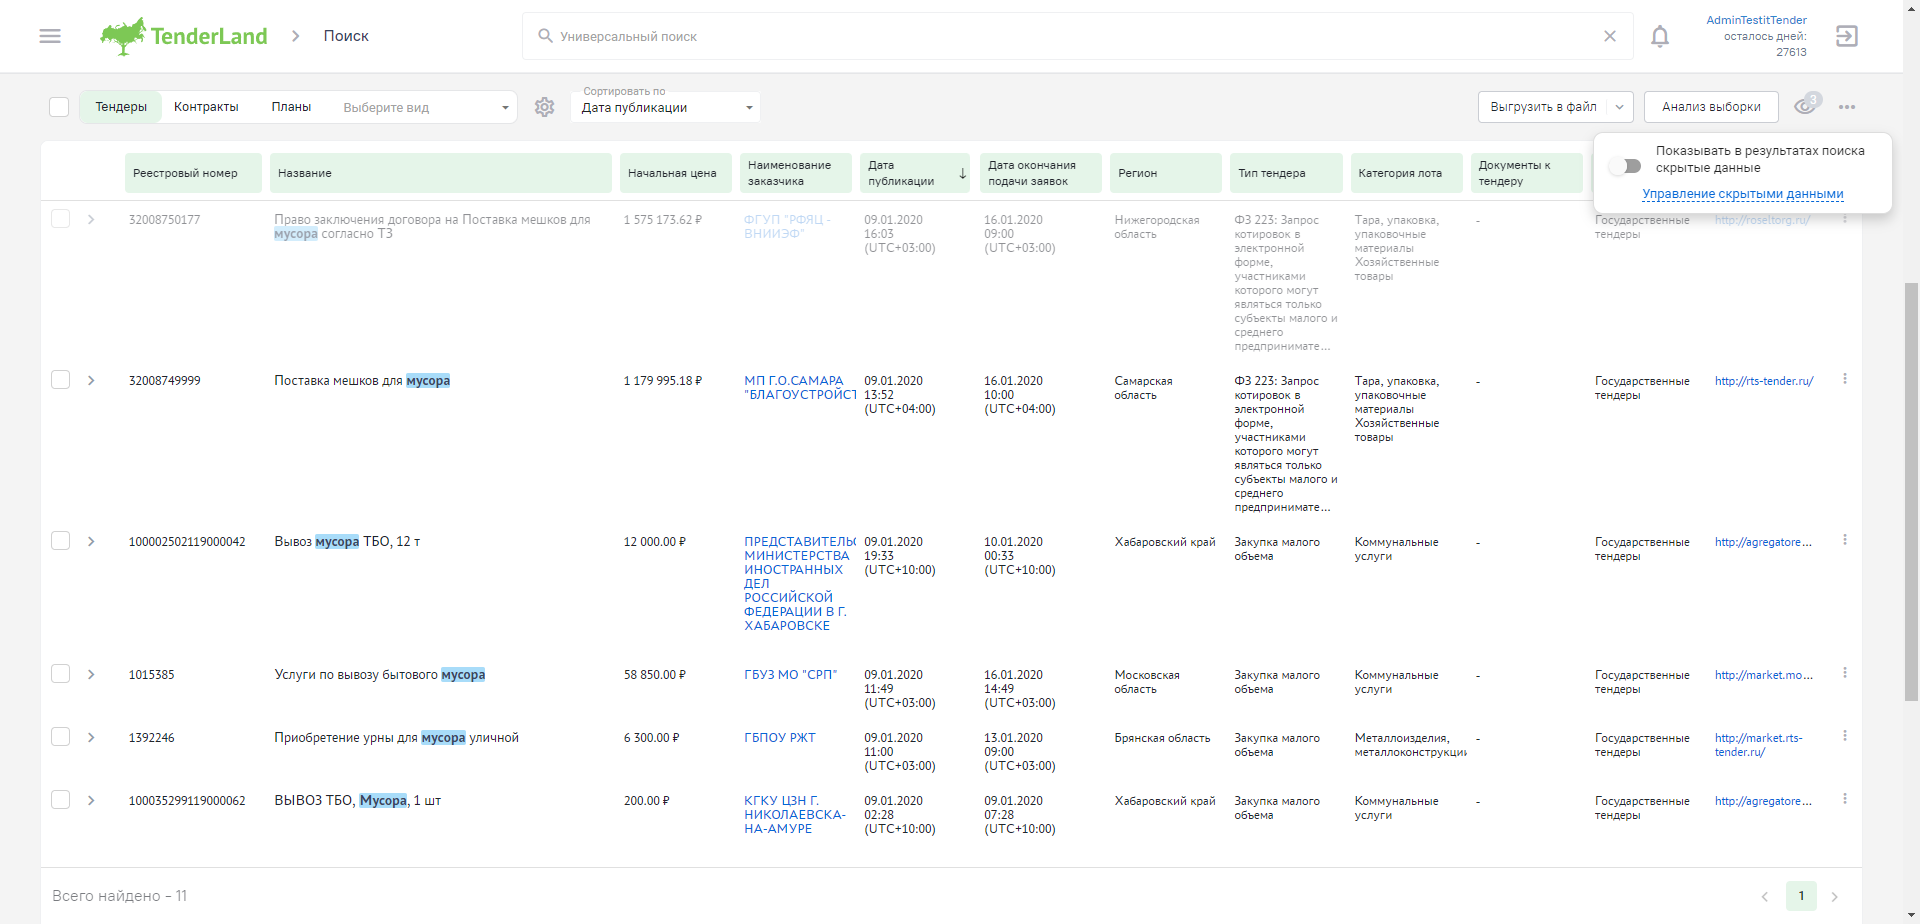 TenderLand
Поиск
Универсальный поиск
AdminTestitTender
осталось дней:
27613
Тендеры Контракты Планы Выберите вид
Сортировать по
Дата публикации
Выгрузить в файл
Анализ выборки
3
Показывать в результатах поиска
скрытые данные
Управление скрытыми данными
Реестровый номер
Название
Начальная цена
Наименование
заказчика
Дата
публикации
Дата окончания
подачи заявок
Регион
Тип тендера
Категория лота
Документы к
тендеру
32008750177
Право заключения договора на Поставка мешков для
мусора согласно ТЗ
1 575 173.62 ₽
ФГУП "РФЯЦ -
ВНИИЭФ"
09.01.2020
16:03
(UTC+03:00)
16.01.2020
09:00
(UTC+03:00)
Нижегородская
область
ФЗ 223: Запрос
котировок в
электронной
форме,
участниками
которого могут
являться только
субъекты малого и
среднего
предпринимате...
Тара, упаковка,
упаковочные
материалы
Хозяйственные
товары
-
Государственные
тендеры
http://roseltorg.ru/
32008749999
Поставка мешков для мусора
1 179 995.18 ₽
МП Г.О.САМАРА
"БЛАГОУСТРОЙСТ
09.01.2020
13:52
(UTC+04:00)
16.01.2020
10:00
(UTC+04:00)
Самарская
область
ФЗ 223: Запрос
котировок в
электронной
форме,
участниками
которого могут
являться только
субъекты малого и
среднего
предпринимате...
Тара, упаковка,
упаковочные
материалы
Хозяйственные
товары
-
Государственные
тендеры
http://rts-tender.ru/
100002502119000042
Вывоз мусора ТБО, 12 т
12 000.00 ₽
ПРЕДСТАВИТЕЛЬС
МИНИСТЕРСТВА
ИНОСТРАННЫХ
ДЕЛ
РОССИЙСКОЙ
ФЕДЕРАЦИИ В Г.
ХАБАРОВСКЕ
09.01.2020
19:33
(UTC+10:00)
10.01.2020
00:33
(UTC+10:00)
Хабаровский край
Закупка малого
объема
Коммунальные
услуги
-
Государственные
тендеры
http://agregatore...
1015385
Услуги по вывозу бытового мусора
58 850.00 ₽
ГБУЗ МО "СРП"
09.01.2020
11:49
(UTC+03:00)
16.01.2020
14:49
(UTC+03:00)
Московская
область
Закупка малого
объема
Коммунальные
услуги
-
Государственные
тендеры
http://market.mo...
1392246
Приобретение урны для мусора уличной
6 300.00 ₽
ГБПОУ РЖТ
09.01.2020
11:00
(UTC+03:00)
13.01.2020
09:00
(UTC+03:00)
Брянская область
Закупка малого
объема
Металлоизделия,
металлоконструкции
-
Государственные
тендеры
http://market.rts-
tender.ru/
100035299119000062
ВЫВОЗ ТБО, Мусора, 1 шт
200.00 ₽
КГКУ ЦЗН Г.
НИКОЛАЕВСКА-
НА-АМУРЕ
09.01.2020
02:28
(UTC+10:00)
09.01.2020
07:28
(UTC+10:00)
Хабаровский край
Закупка малого
объема
Коммунальные
услуги
-
Государственные
тендеры
http://agregatore...
Всего найдено - 11
1